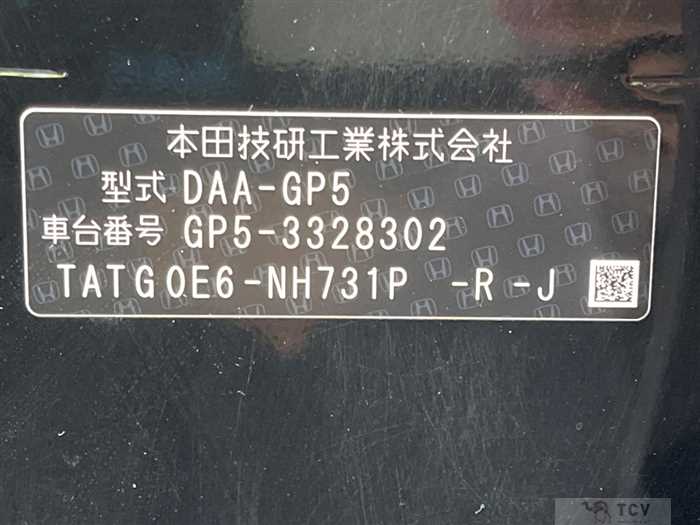 本田技研工業株式会社
型式 DAA-GP5
車台番号 GP5-3328302
TATG0E6-NH731P -R-J
TCV